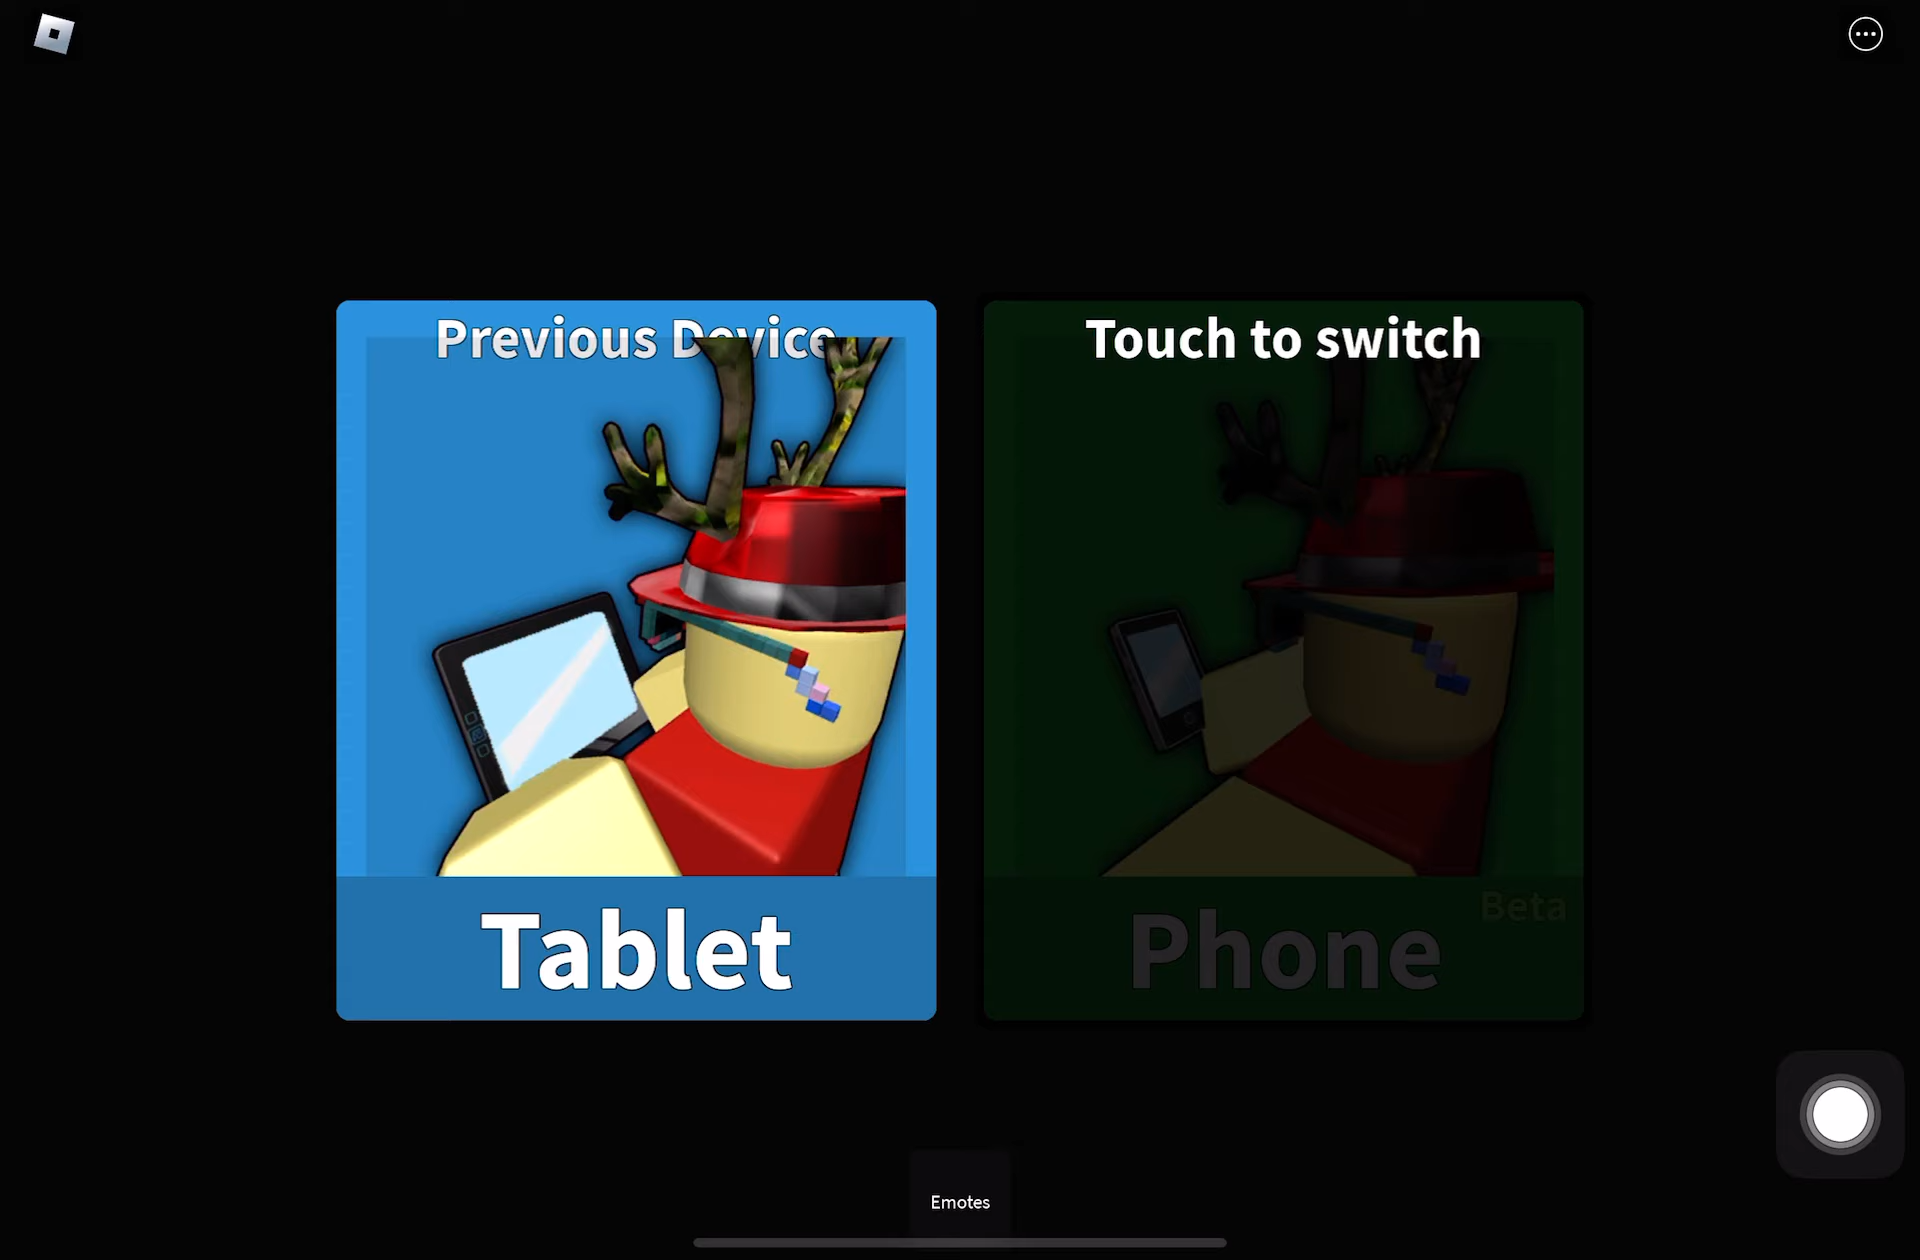 Previous Device
Touch to switch
Tablet
Beta
Phone
Emotes